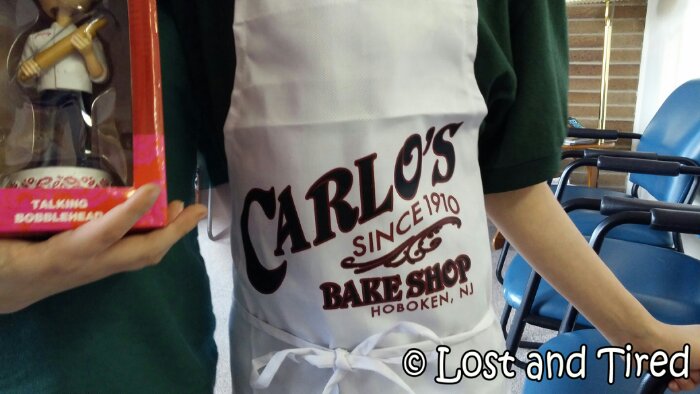 TALKING
BOBBLEHEAD
CARLO'S
SINCE 1910
BAKE SHOP
HOBOKEN, NJ
© Lost and Tired